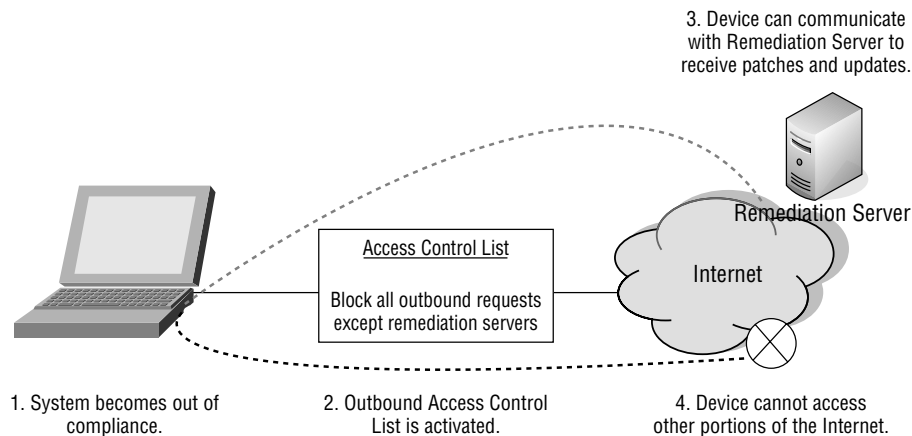 3. Device can communicate
with Remediation Server to
receive patches and updates.
Remediation Server
Access Control List
Block all outbound requests
except remediation servers
Internet
1. System becomes out of
compliance.
2. Outbound Access Control
List is activated.
4. Device cannot access
other portions of the Internet.